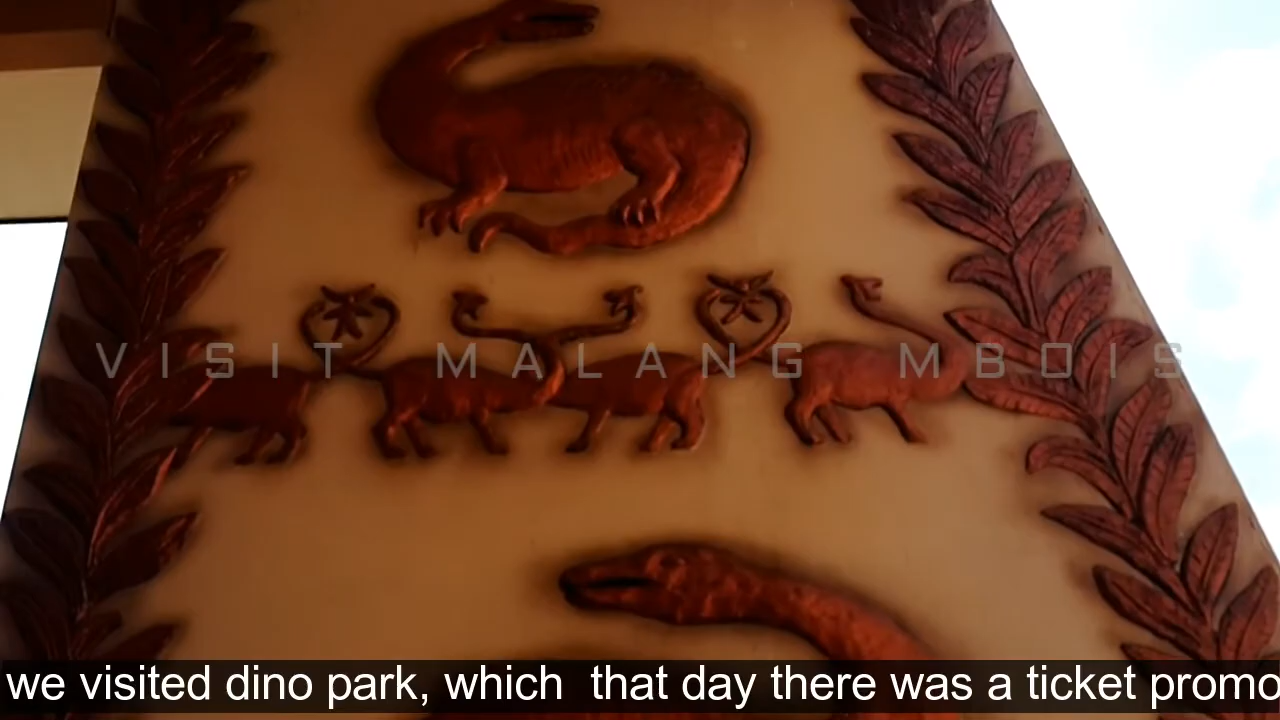 VISIT MALANG MBOIS
we visited dino park, which  that day there was a ticket promo